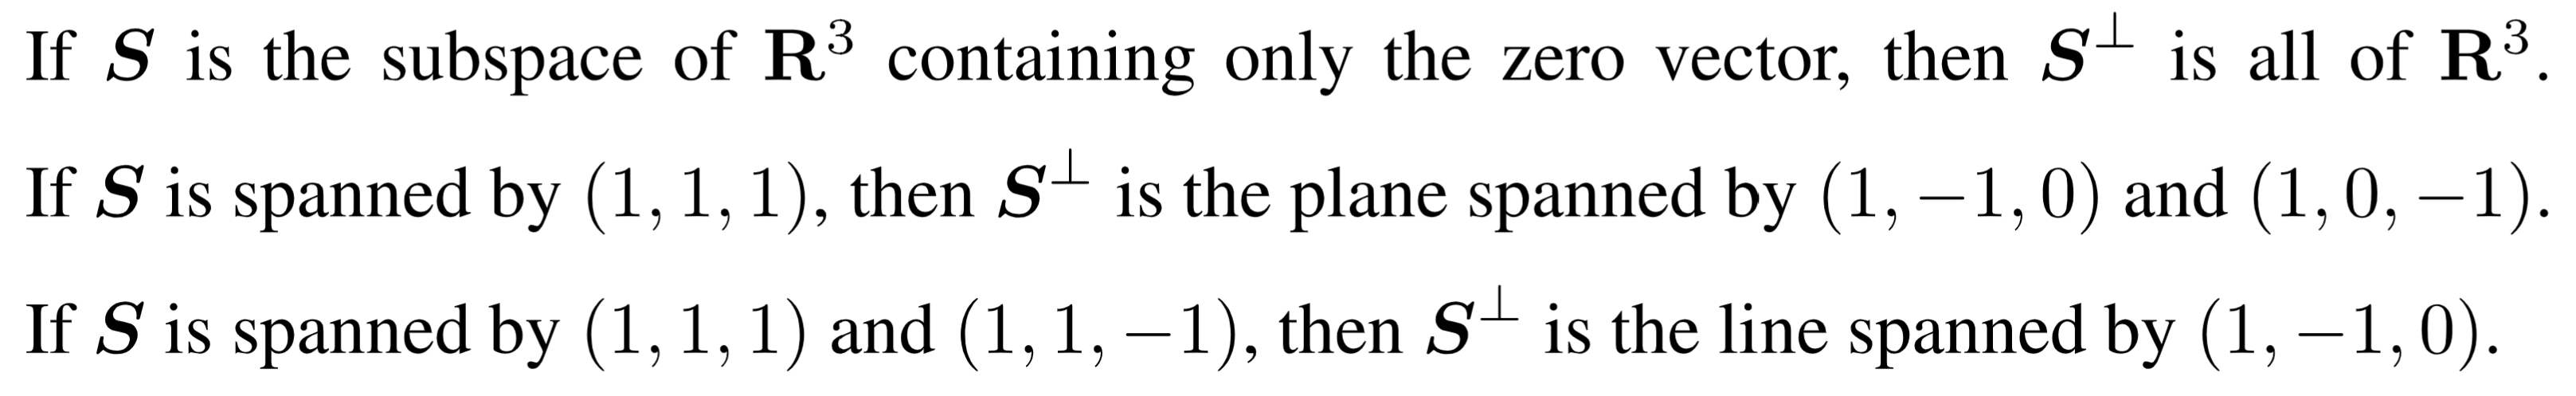 If S is the subspace of R³ containing only the zero vector, then S⊥ is all of R³.
If S is spanned by (1, 1, 1), then S⊥ is the plane spanned by (1, −1, 0) and (1, 0, −1).
If S is spanned by (1, 1, 1) and (1, 1, −1), then S⊥ is the line spanned by (1, −1, 0).